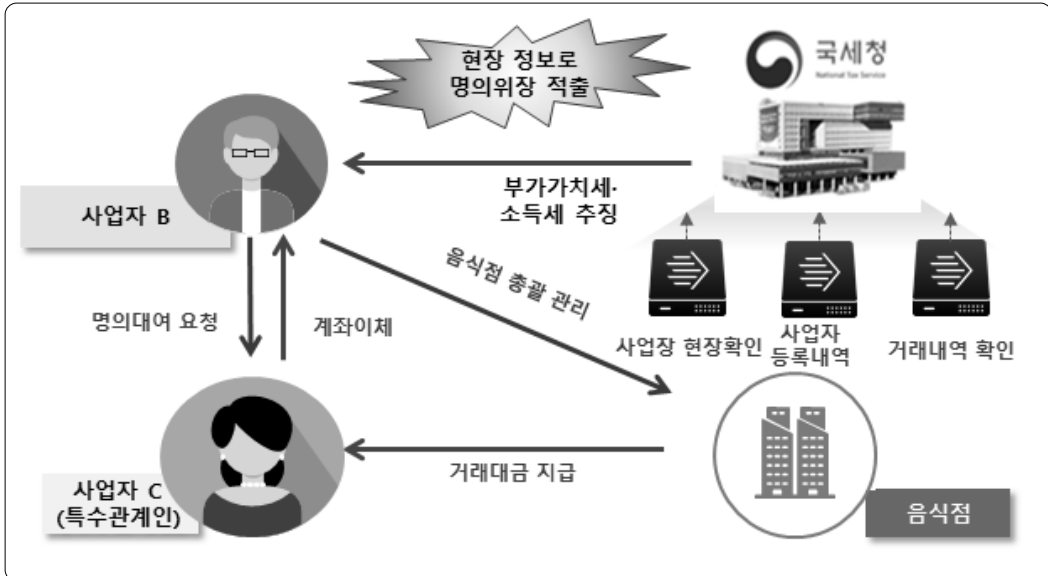 현장 정보로
명의위장 적출
국세청
National Tax Service
부가가치세·
소득세 추징
사업자 B
음식점 총괄 관리
명의대여 요청
계좌이체
사업장 현장확인
사업자
등록내역
거래내역 확인
거래대금 지급
사업자 C
(특수관계인)
음식점